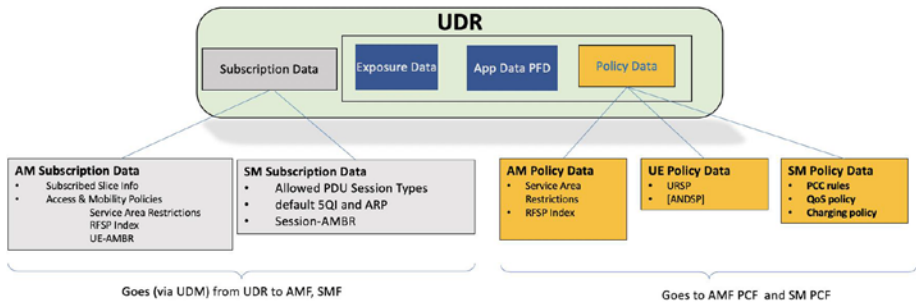 UDR
Subscription Data
Exposure Data
App Data PFD
Policy Data
AM Subscription Data
• Subscribed Slice Info
• Access & Mobility Policies
Service Area Restrictions
RFSP Index
UE-AMBR
SM Subscription Data
• Allowed PDU Session Types
• default 5QI and ARP
• Session-AMBR
AM Policy Data
• Service Area
Restrictions
• RFSP Index
UE Policy Data
• URSP
• [ANDSP]
SM Policy Data
• PCC rules
• QoS policy
• Charging policy
Goes (via UDM) from UDR to AMF, SMF
Goes to AMF PCF and SM PCF